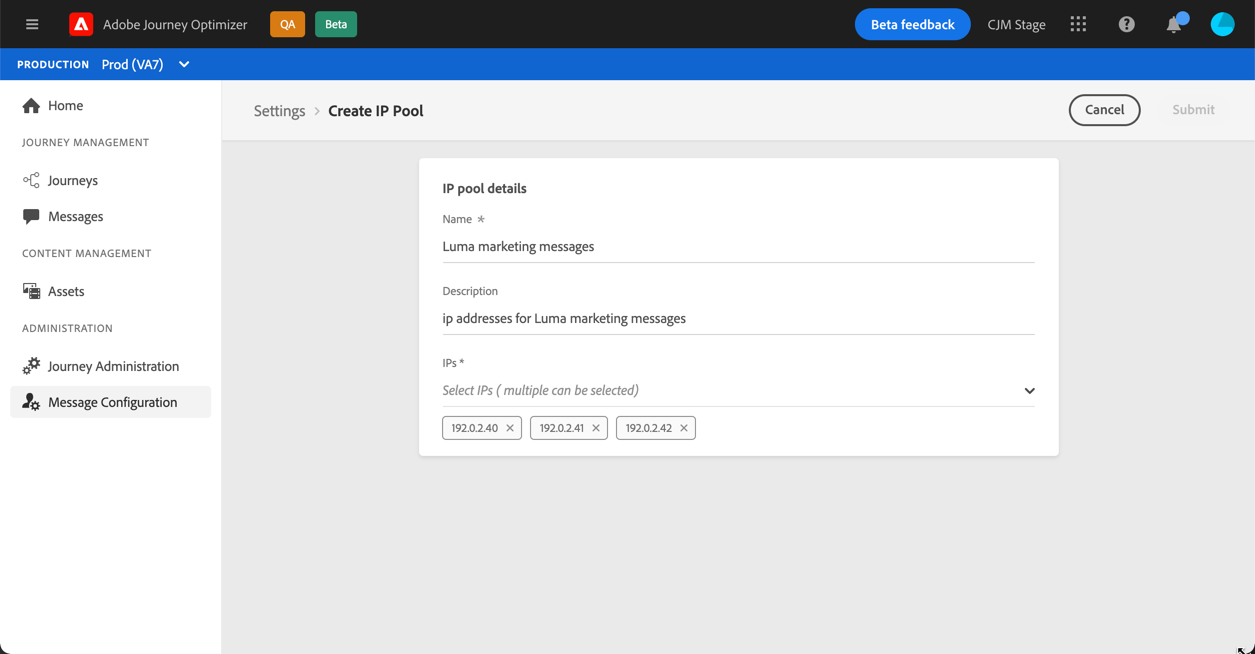 Adobe Journey Optimizer QA Beta Beta feedback CJM Stage
PRODUCTION Prod (VA7)
Home
JOURNEY MANAGEMENT
Journeys
Messages
CONTENT MANAGEMENT
Assets
ADMINISTRATION
Journey Administration
Message Configuration
Settings > Create IP Pool Cancel Submit
IP pool details
Name *
Luma marketing messages
Description
ip addresses for Luma marketing messages
IPs *
Select IPs ( multiple can be selected)
192.0.2.40 × 192.0.2.41 × 192.0.2.42 ×